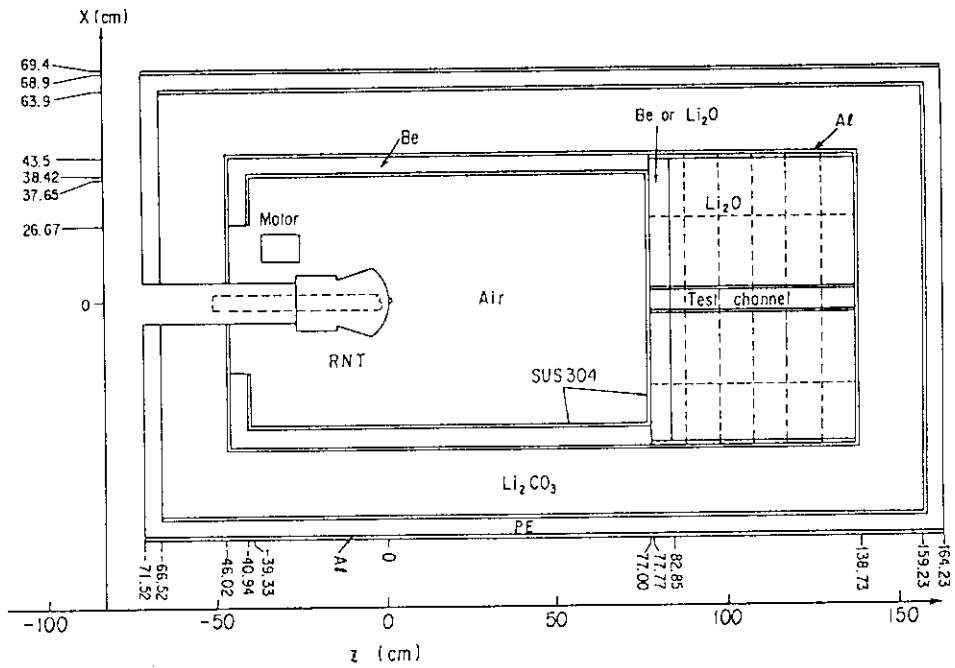 X (cm)
69.4
68.9
63.9
43.5
38.42
37.65
26.67
0
Be or Li₂O
Aℓ
Be
Li₂O
Motor
Air
Test channel
RNT
SUS304
Li₂CO₃
PE
Aℓ
-71.52
-66.52
-46.02
-40.94
-39.33
0
77.00
77.77
82.85
138.73
159.23
164.23
-100
-50
0
50
100
150
z (cm)